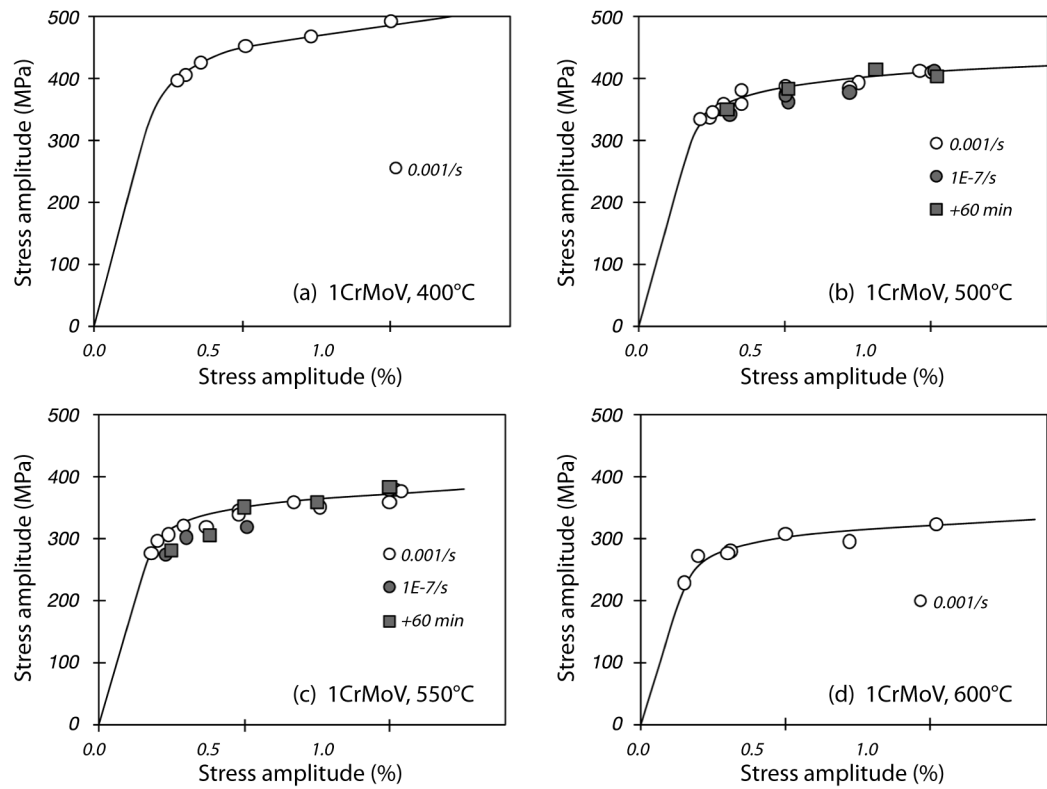 500
400
300
200
100
0
Stress amplitude (MPa)
0.001/s
(a) 1CrMoV, 400°C
0.0 0.5 1.0
Stress amplitude (%)
500
400
300
200
100
0
Stress amplitude (MPa)
0.001/s
1E-7/s
+60 min
(b) 1CrMoV, 500°C
0.0 0.5 1.0
Stress amplitude (%)
500
400
300
200
100
0
Stress amplitude (MPa)
0.001/s
1E-7/s
+60 min
(c) 1CrMoV, 550°C
0.0 0.5 1.0
Stress amplitude (%)
500
400
300
200
100
0
Stress amplitude (MPa)
0.001/s
(d) 1CrMoV, 600°C
0.0 0.5 1.0
Stress amplitude (%)